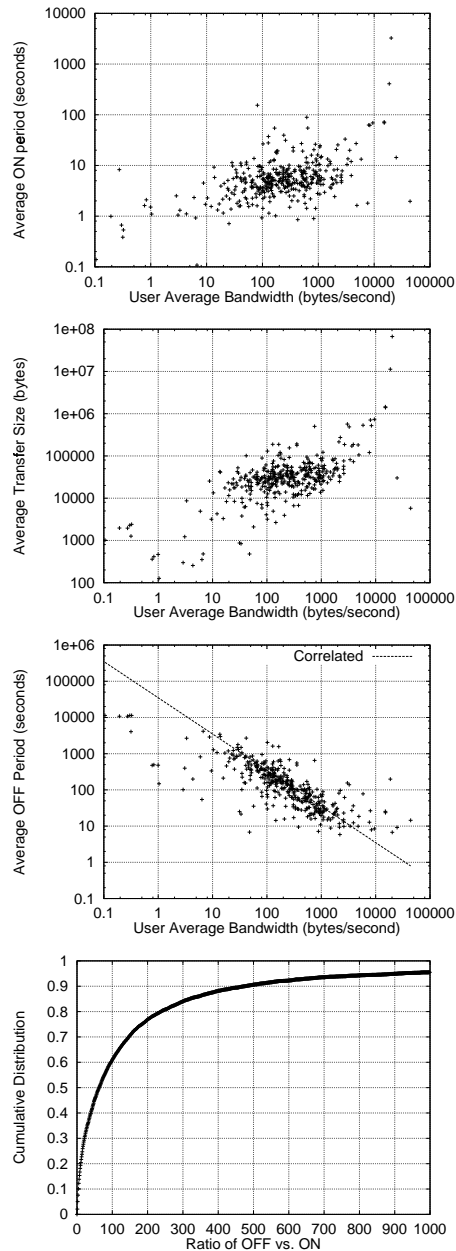 10000
1000
100
10
1
0.1
Average ON period (seconds)
0.1 1 10 100 1000 10000 100000
User Average Bandwidth (bytes/second)
1e+08
1e+06
100000
10000
1000
100
Average Transfer Size (bytes)
0.1 1 10 100 1000 10000 100000
User Average Bandwidth (bytes/second)
1e+06
100000
10000
1000
100
10
1
0.1
Average OFF Period (seconds)
Correlated
0.1 1 10 100 1000 10000 100000
User Average Bandwidth (bytes/second)
1
0.9
0.8
0.7
0.6
0.5
0.4
0.3
0.2
0.1
0
Cumulative Distribution
0 100 200 300 400 500 600 700 800 900 1000
Ratio of OFF vs. ON